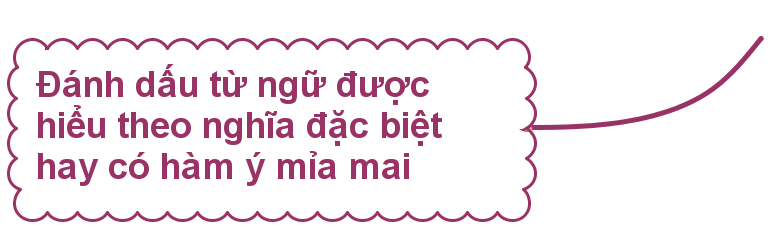 Đánh dấu từ ngữ được
hiểu theo nghĩa đặc biệt
hay có hàm ý mỉa mai